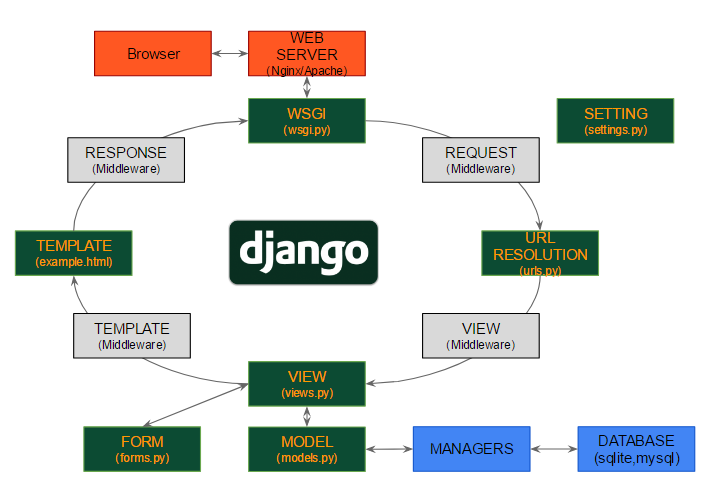 Browser
WEB
SERVER
(Nginx/Apache)
WSGI
(wsgi.py)
SETTING
(settings.py)
RESPONSE
(Middleware)
REQUEST
(Middleware)
TEMPLATE
(example.html)
django
URL
RESOLUTION
(urls.py)
TEMPLATE
(Middleware)
VIEW
(Middleware)
VIEW
(views.py)
FORM
(forms.py)
MODEL
(models.py)
MANAGERS
DATABASE
(sqlite,mysql)